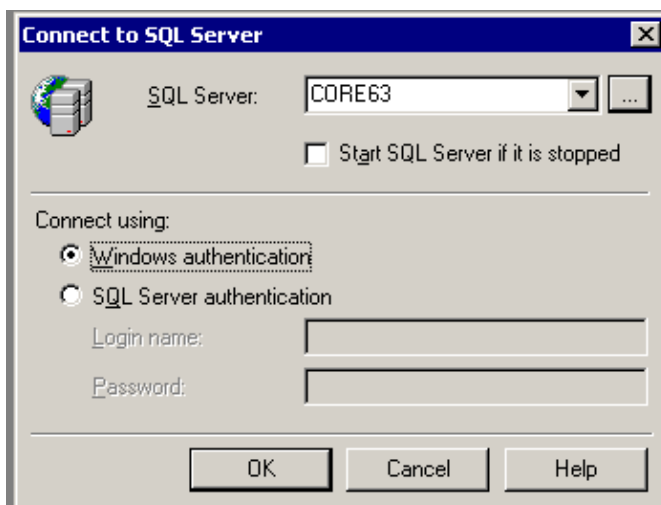 Connect to SQL Server
SQL Server: CORE63 ...
Start SQL Server if it is stopped
Connect using:
Windows authentication
SQL Server authentication
Login name:
Password:
OK Cancel Help